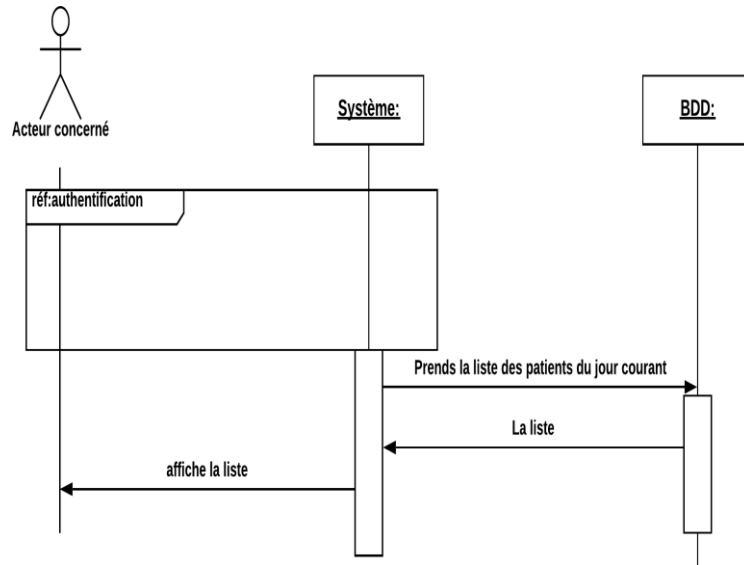 Acteur concerné
Système:
BDD:
réf:authentification
Prends la liste des patients du jour courant
La liste
affiche la liste